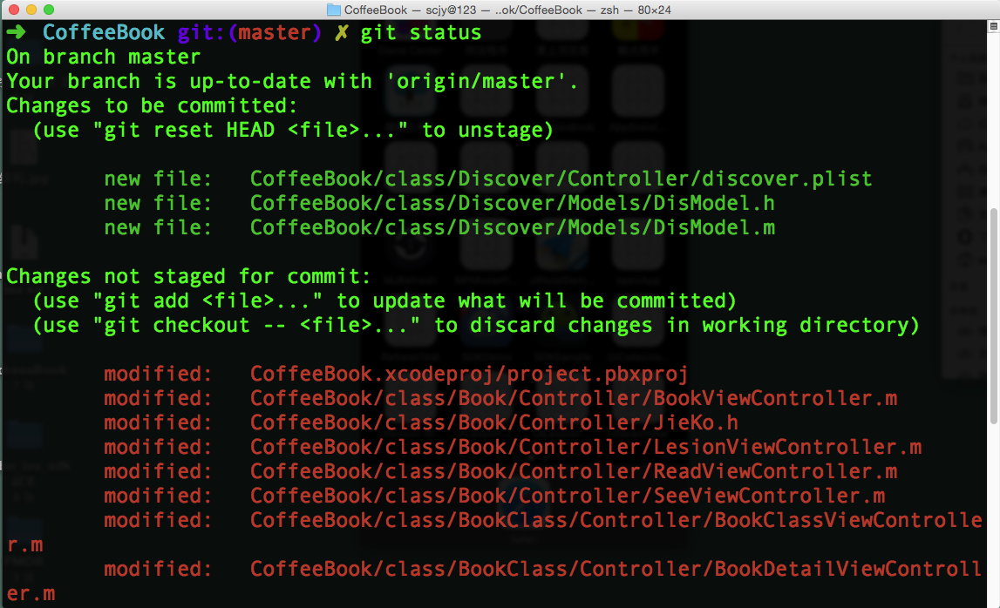 CoffeeBook — scjy@123 — ..ok/CoffeeBook — zsh — 80×24
➜  CoffeeBook git:(master) ✗ git status
On branch master
Your branch is up-to-date with 'origin/master'.
Changes to be committed:
  (use "git reset HEAD <file>..." to unstage)
new file:   CoffeeBook/class/Discover/Controller/discover.plist
new file:   CoffeeBook/class/Discover/Models/DisModel.h
new file:   CoffeeBook/class/Discover/Models/DisModel.m
Changes not staged for commit:
  (use "git add <file>..." to update what will be committed)
  (use "git checkout -- <file>..." to discard changes in working directory)
modified:   CoffeeBook.xcodeproj/project.pbxproj
modified:   CoffeeBook/class/Book/Controller/BookViewController.m
modified:   CoffeeBook/class/Book/Controller/JieKo.h
modified:   CoffeeBook/class/Book/Controller/LesionViewController.m
modified:   CoffeeBook/class/Book/Controller/ReadViewController.m
modified:   CoffeeBook/class/Book/Controller/SeeViewController.m
modified:   CoffeeBook/class/BookClass/Controller/BookClassViewControlle
r.m
modified:   CoffeeBook/class/BookClass/Controller/BookDetailViewControll
er.m